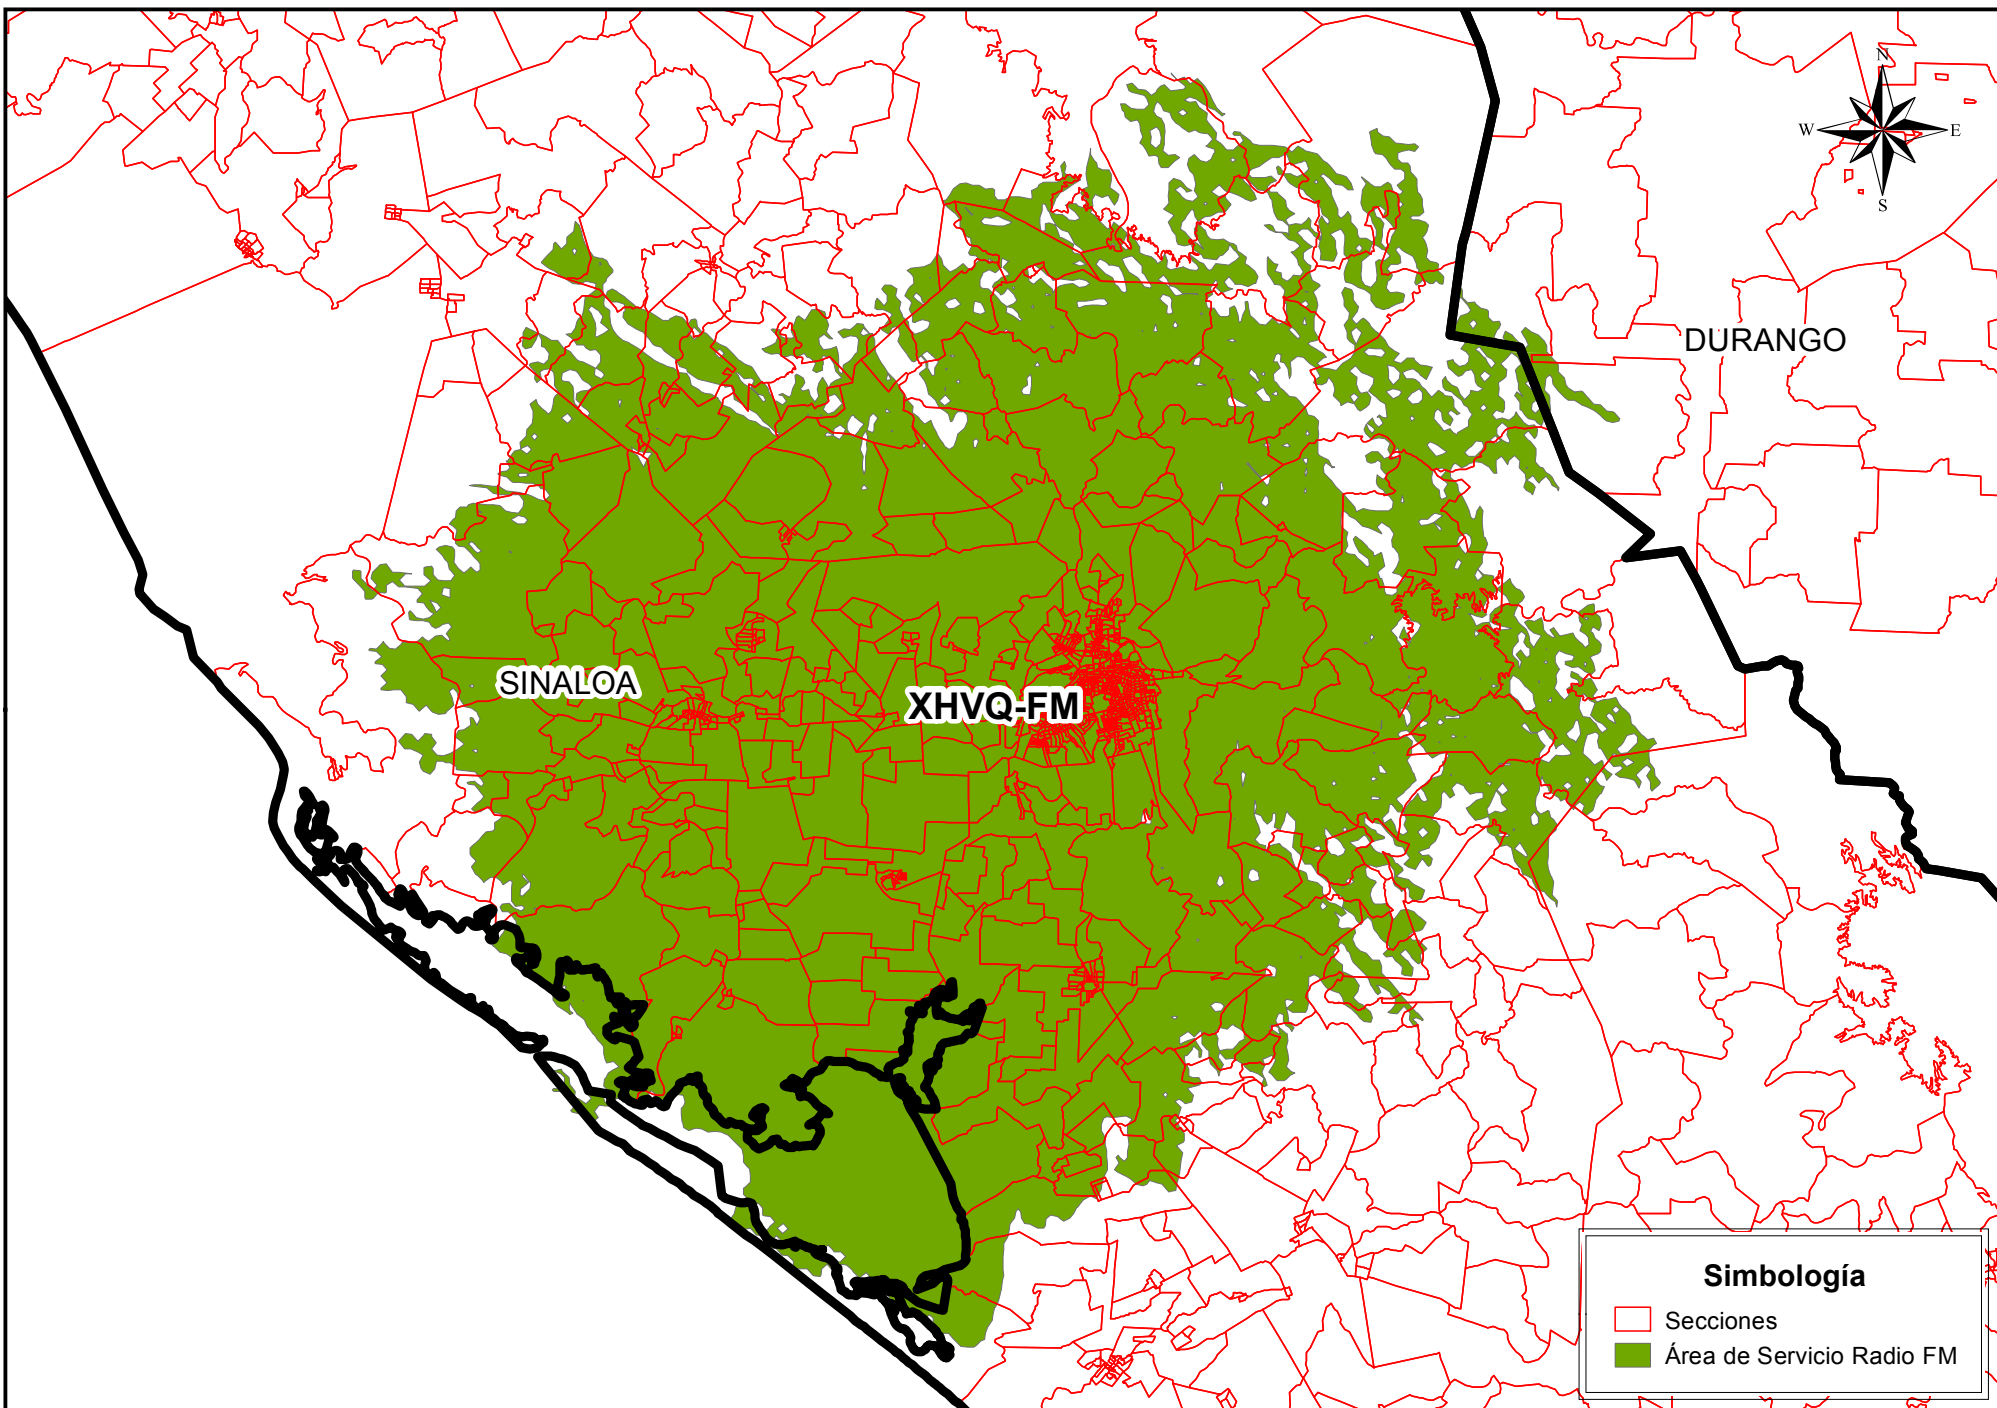 N
W E
S
DURANGO
SINALOA
XHVQ-FM
Simbología
Secciones
Área de Servicio Radio FM